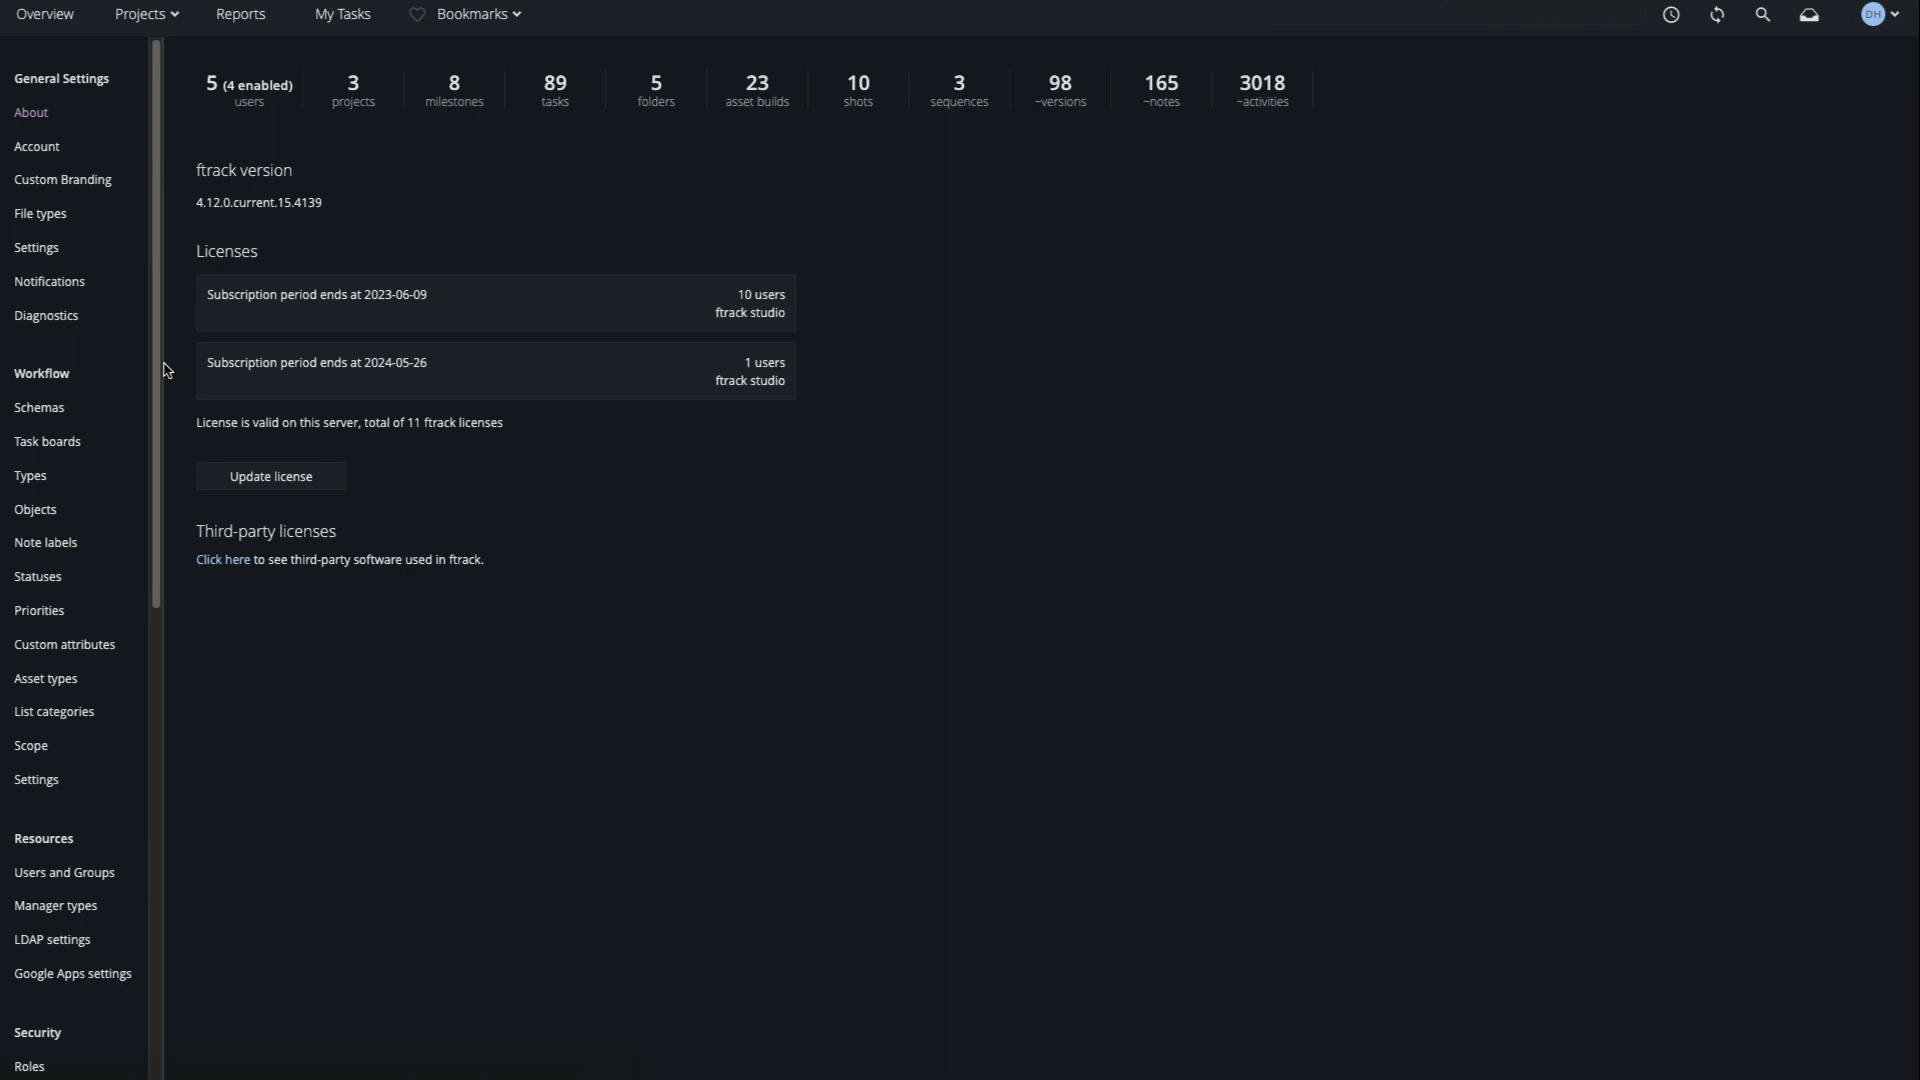 Overview Projects Reports My Tasks Bookmarks DH
General Settings
About
Account
Custom Branding
File types
Settings
Notifications
Diagnostics
Workflow
Schemas
Task boards
Types
Objects
Note labels
Statuses
Priorities
Custom attributes
Asset types
List categories
Scope
Settings
Resources
Users and Groups
Manager types
LDAP settings
Google Apps settings
Security
Roles
5 (4 enabled) 3 8 89 5 23 10 3 98 165 3018
users projects milestones tasks folders asset builds shots sequences ~versions ~notes ~activities
ftrack version
4.12.0.current.15.4139
Licenses
Subscription period ends at 2023-06-09 10 users
ftrack studio
Subscription period ends at 2024-05-26 1 users
ftrack studio
License is valid on this server, total of 11 ftrack licenses
Update license
Third-party licenses
Click here to see third-party software used in ftrack.